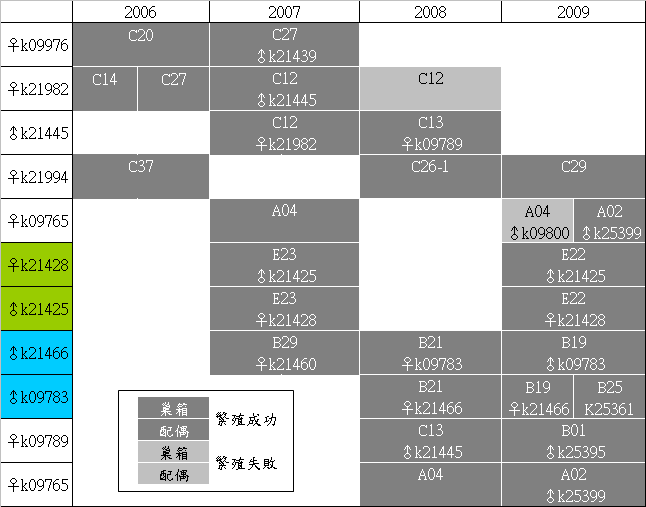 2006 2007 2008 2009
♀k09976 C20 C27
♂k21439
♀k21982 C14 C27 C12 C12
♂k21445
♂k21445 C12 C13
♀k21982 ♀k09789
♀k21994 C37 C26-1 C29
♀k09765 A04 A04 A02
♂k09800 ♂k25399
♀k21428 E23 E22
♂k21425 ♂k21425
♂k21425 E23 E22
♀k21428 ♀k21428
♂k21466 B29 B21 B19
♀k21460 ♀k09783 ♂k09783
♂k09783 B21 B19 B25
♀k21466 ♀k21466 K25361
♀k09789 C13 B01
♂k21445 ♂k25395
♀k09765 A04 A02
♂k25399
巢箱
配偶
繁殖成功
巢箱
配偶
繁殖失敗